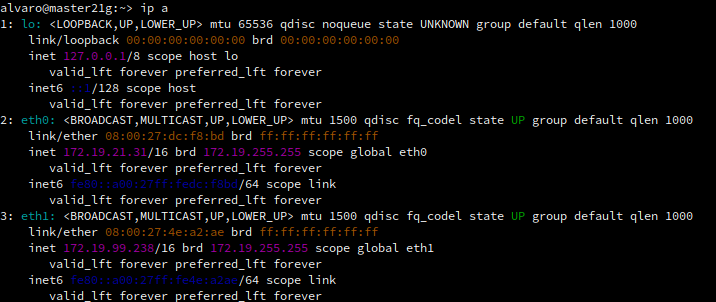 alvaro@master21g:~> ip a
1: lo: <LOOPBACK,UP,LOWER_UP> mtu 65536 qdisc noqueue state UNKNOWN group default qlen 1000
link/loopback 00:00:00:00:00:00 brd 00:00:00:00:00:00
inet 127.0.0.1/8 scope host lo
valid_lft forever preferred_lft forever
inet6 ::1/128 scope host
valid_lft forever preferred_lft forever
2: eth0: <BROADCAST,MULTICAST,UP,LOWER_UP> mtu 1500 qdisc fq_codel state UP group default qlen 1000
link/ether 08:00:27:dc:f8:bd brd ff:ff:ff:ff:ff:ff
inet 172.19.21.31/16 brd 172.19.255.255 scope global eth0
valid_lft forever preferred_lft forever
inet6 fe80::a00:27ff:fedc:f8bd/64 scope link
valid_lft forever preferred_lft forever
3: eth1: <BROADCAST,MULTICAST,UP,LOWER_UP> mtu 1500 qdisc fq_codel state UP group default qlen 1000
link/ether 08:00:27:4e:a2:ae brd ff:ff:ff:ff:ff:ff
inet 172.19.99.238/16 brd 172.19.255.255 scope global eth1
valid_lft forever preferred_lft forever
inet6 fe80::a00:27ff:fe4e:a2ae/64 scope link
valid_lft forever preferred_lft forever